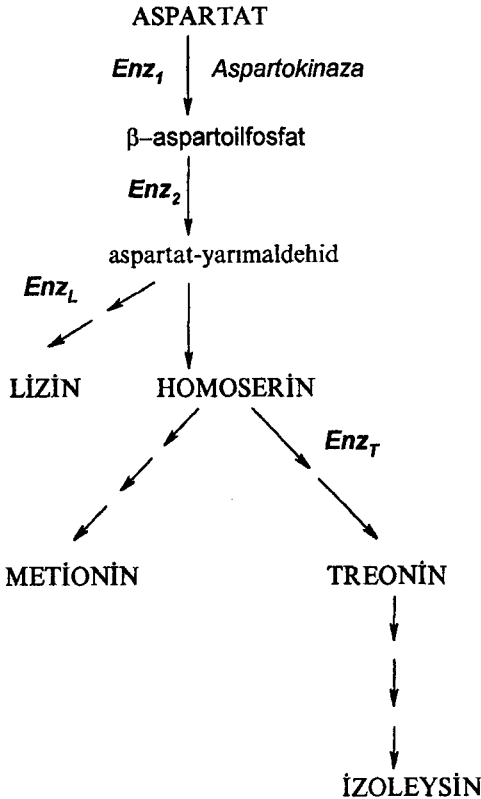 ASPARTAT
Enz1 Aspartokinaza
β–aspartoilfosfat
Enz2
aspartat-yarımaldehid
EnzL
LİZİN HOMOSERİN
EnzT
METİONİN TREONİN
İZOLEYSİN